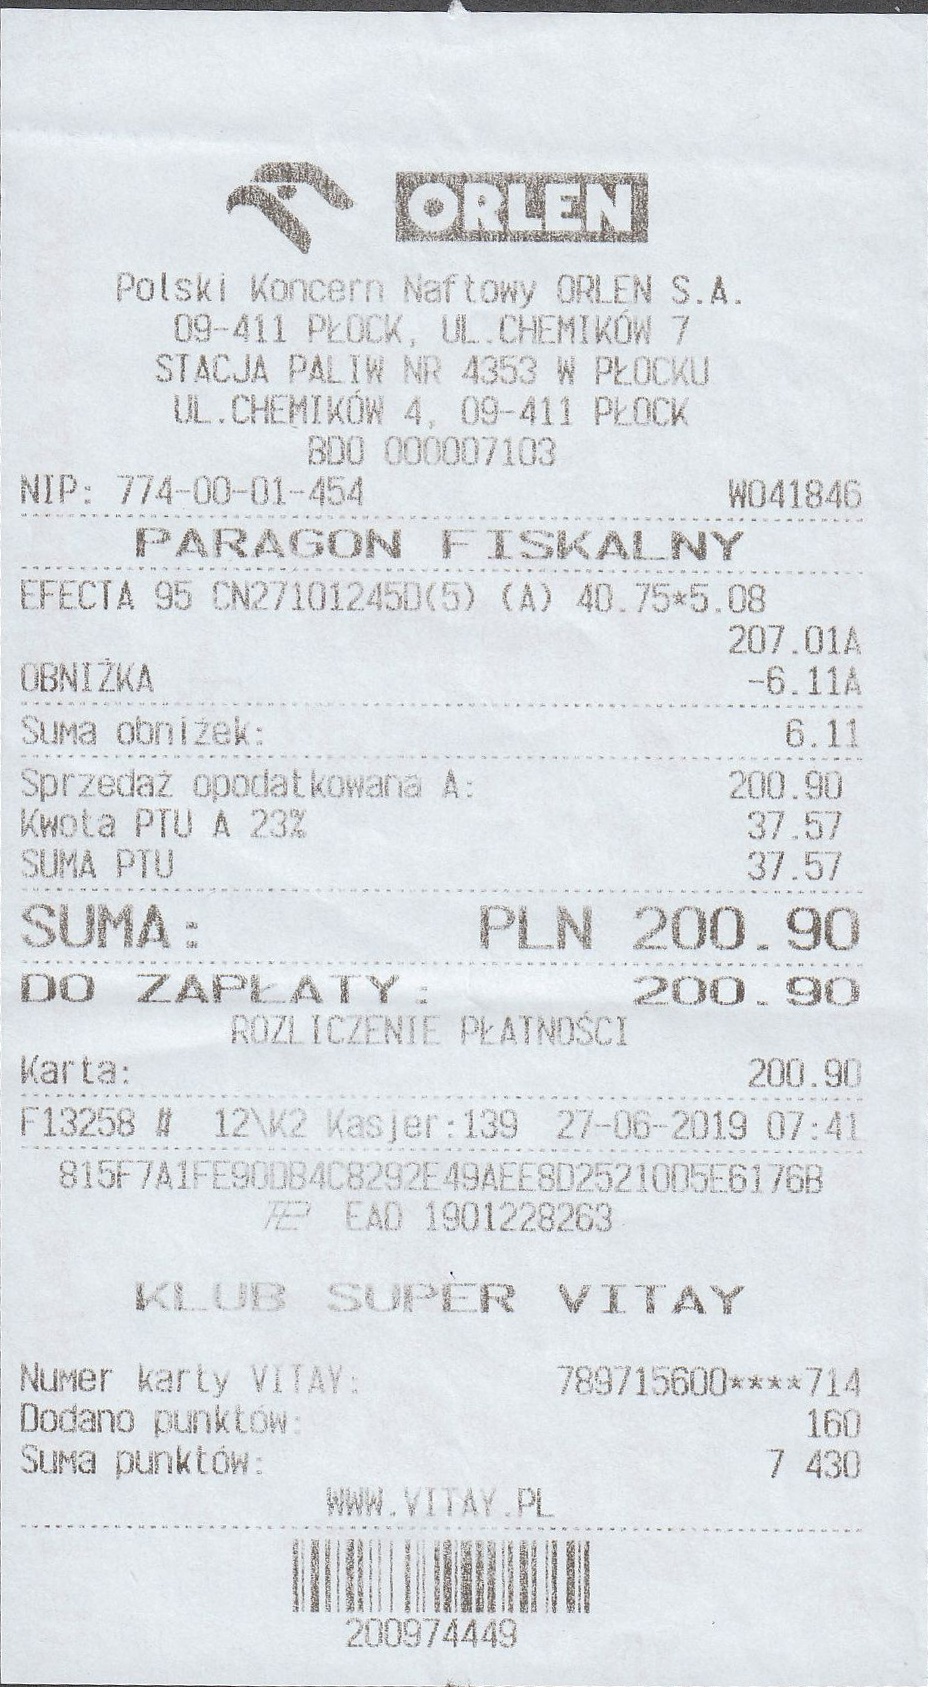 ORLEN
Polski Koncern Naftowy ORLEN S.A.
09-411 PŁOCK, UL.CHEMIKÓW 7
STACJA PALIW NR 4353 W PŁOCKU
UL.CHEMIKÓW 4, 09-411 PŁOCK
BDO 000007103
NIP: 774-00-01-454 W041846
PARAGON FISKALNY
EFECTA 95 CN27101245D(5) (A) 40.75*5.08
207.01A
OBNIŻKA -6.11A
Suma obniżek: 6.11
Sprzedaż opodatkowana A: 200.90
Kwota PTU A 23% 37.57
SUMA PTU 37.57
SUMA: PLN 200.90
DO ZAPŁATY: 200.90
ROZLICZENIE PŁATNOŚCI
Karta: 200.90
F13258 # 12\K2 Kasjer:139 27-06-2019 07:41
815F7A1FE90DB4C8292E49AEE8D25210D5E6176B
EAO 1901228263
KLUB SUPER VITAY
Numer karty VITAY: 789715600****714
Dodano punktów: 160
Suma punktów: 7 430
WWW.VITAY.PL
200974449